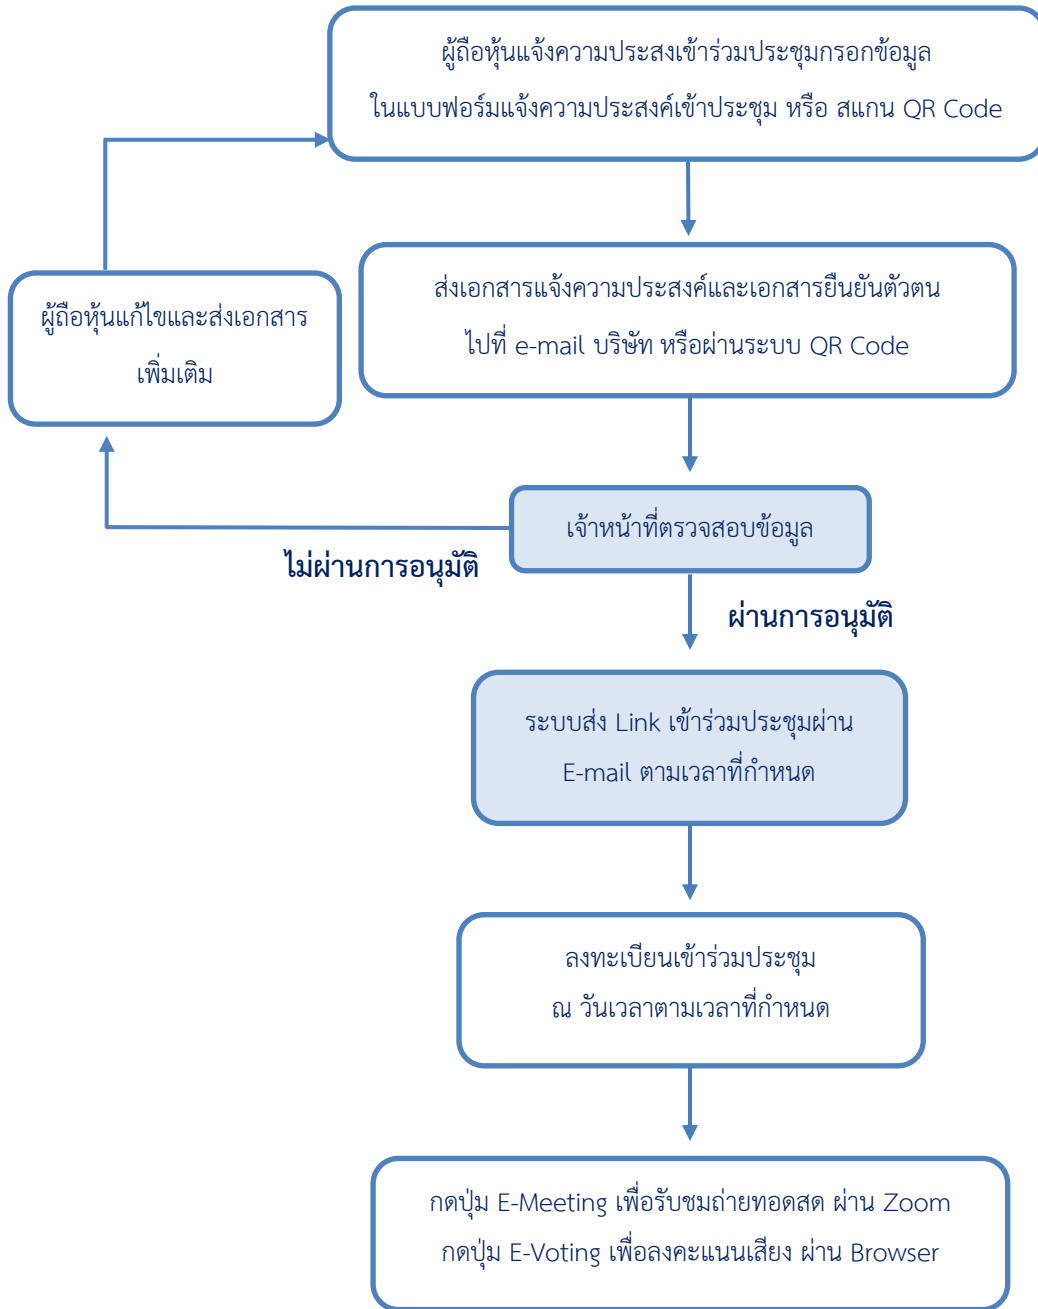 ผู้ถือหุ้นแจ้งความประสงเข้าร่วมประชุมกรอกข้อมูล
ในแบบฟอร์มแจ้งความประสงค์เข้าประชุม หรือ สแกน QR Code
ส่งเอกสารแจ้งความประสงค์และเอกสารยืนยันตัวตน
ไปที่ e-mail บริษัท หรือผ่านระบบ QR Code
ผู้ถือหุ้นแก้ไขและส่งเอกสาร
เพิ่มเติม
เจ้าหน้าที่ตรวจสอบข้อมูล
ไม่ผ่านการอนุมัติ
ผ่านการอนุมัติ
ระบบส่ง Link เข้าร่วมประชุมผ่าน
E-mail ตามเวลาที่กำหนด
ลงทะเบียนเข้าร่วมประชุม
ณ วันเวลาตามเวลาที่กำหนด
กดปุ่ม E-Meeting เพื่อรับชมถ่ายทอดสด ผ่าน Zoom
กดปุ่ม E-Voting เพื่อลงคะแนนเสียง ผ่าน Browser